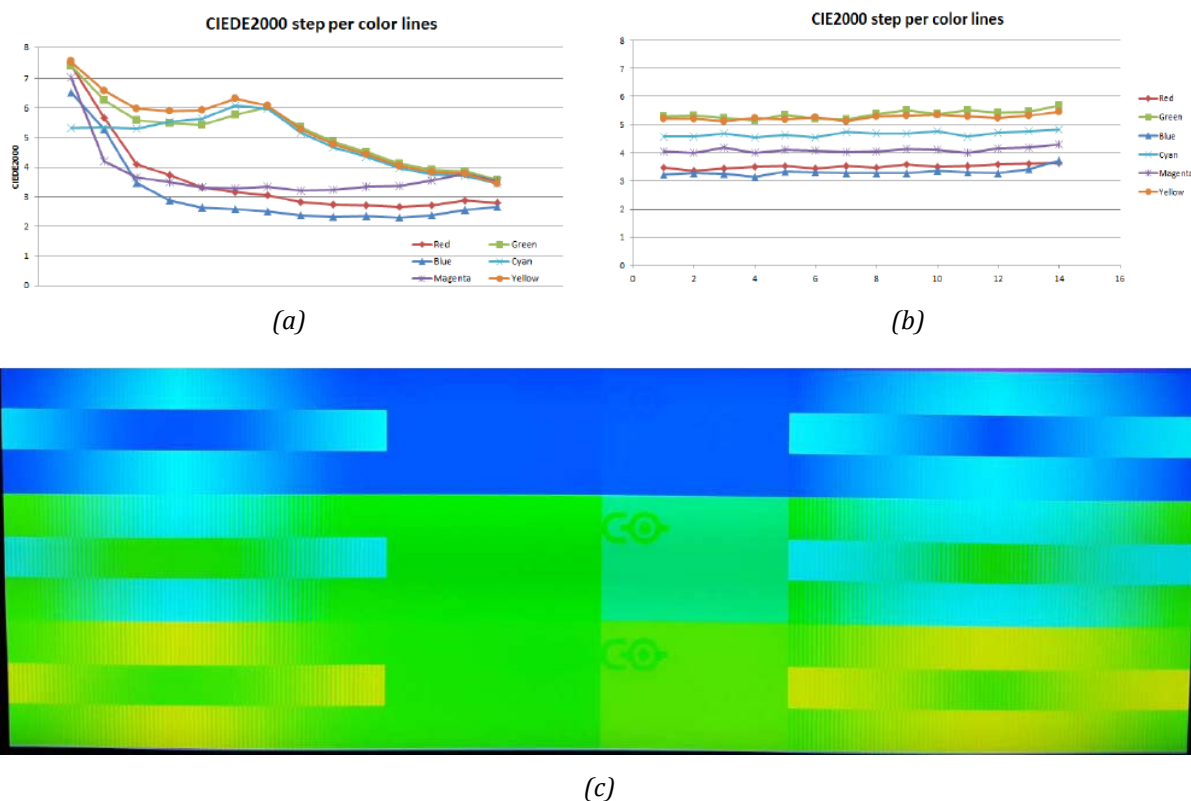 CIEDE2000 step per color lines
8
7
6
5
4
3
2
1
0
CIEDE2000
Red
Green
Blue
Cyan
Magenta
Yellow
(a)
CIE2000 step per color lines
8
7
6
5
4
3
2
1
0
0 2 4 6 8 10 12 14 16
Red
Green
Blue
Cyan
Magenta
Yellow
(b)
(c)